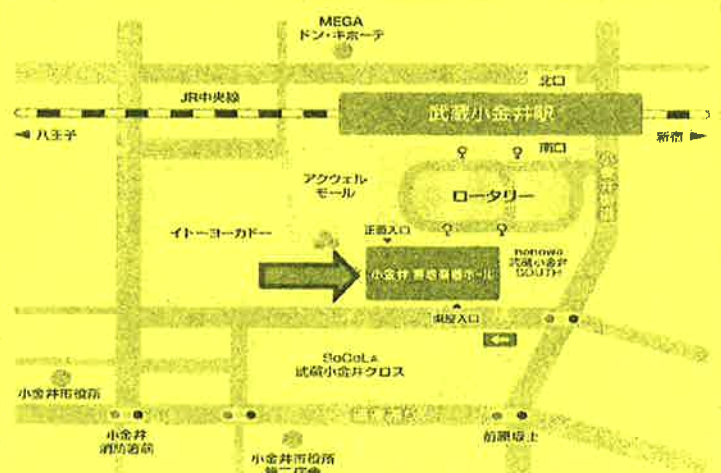 MEGA
ドン・キホーテ
北口
JR中央線
武蔵小金井駅
八王子
新宿
南口
アクウェル
モール
ロータリー
小金井街道
イトーヨーカドー
正面入口
nonowa
武蔵小金井
SOUTH
小金井 宮地楽器ホール
東屋入口
SoCoLa
武蔵小金井クロス
小金井市役所
小金井
消防署前
前原坂上
小金井市役所
第二庁舎